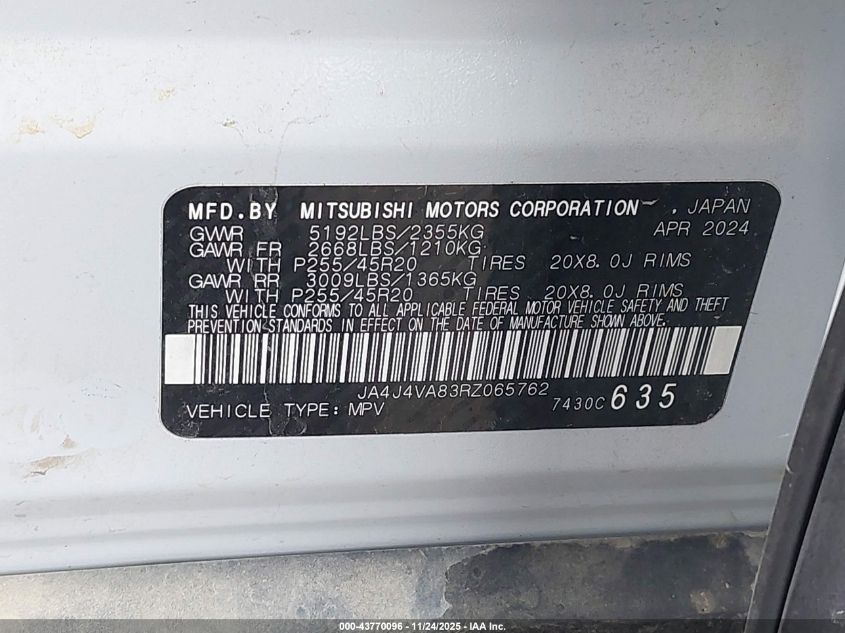 MFD.BY MITSUBISHI MOTORS CORPORATION , JAPAN
GVWR 5192LBS/2355KG APR 2024
GAWR FR 2668LBS/1210KG
WITH P255/45R20 TIRES 20X8.0J RIMS
GAWR RR 3009LBS/1365KG
WITH P255/45R20 TIRES 20X8.0J RIMS
THIS VEHICLE CONFORMS TO ALL APPLICABLE FEDERAL MOTOR VEHICLE SAFETY AND THEFT
PREVENTION STANDARDS IN EFFECT ON THE DATE OF MANUFACTURE SHOWN ABOVE.
JA4J4VA83RZ065762
VEHICLE TYPE: MPV 7430C 635
000-43770096 - 11/24/2025 - IAA Inc.